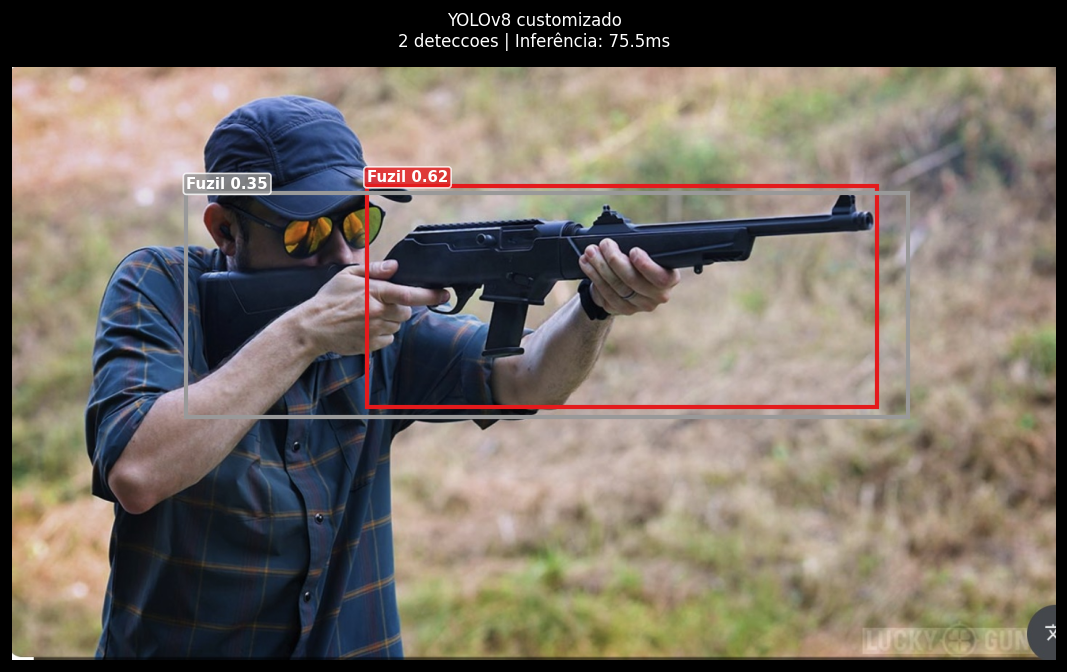 YOLOv8 customizado
2 deteccoes | Inferência: 75.5ms
Fuzil 0.35
Fuzil 0.62
LUCKY GUN